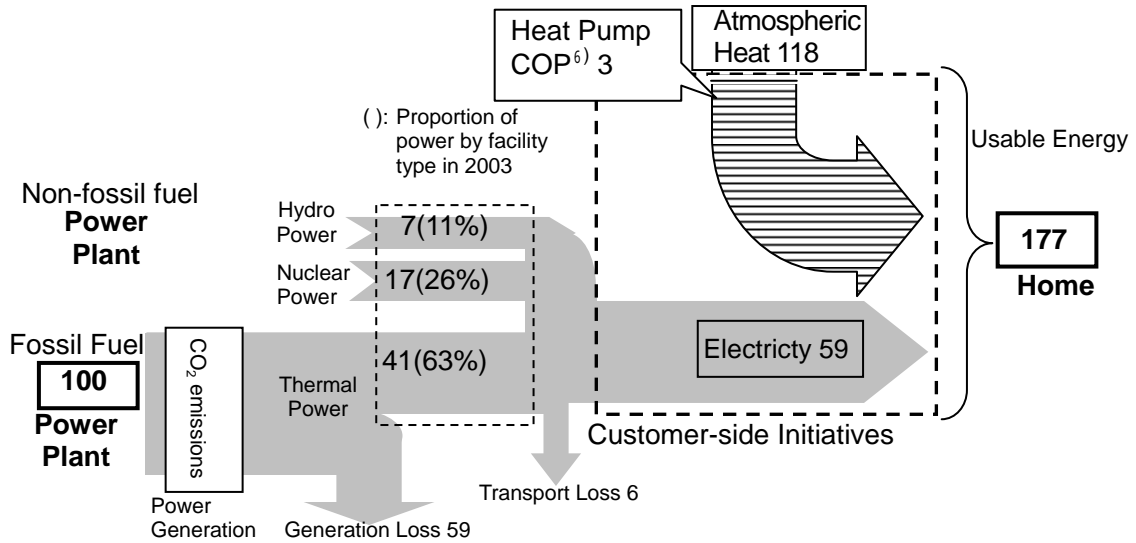 Heat Pump
COP⁶⁾ 3
Atmospheric
Heat 118
( ): Proportion of
power by facility
type in 2003
Usable Energy
Non-fossil fuel
Power
Plant
Hydro
Power
7(11%)
177
Home
Nuclear
Power
17(26%)
Fossil Fuel
100
Power
Plant
CO₂ emissions
Thermal
Power
41(63%)
Electricty 59
Customer-side Initiatives
Transport Loss 6
Power
Generation
Generation Loss 59